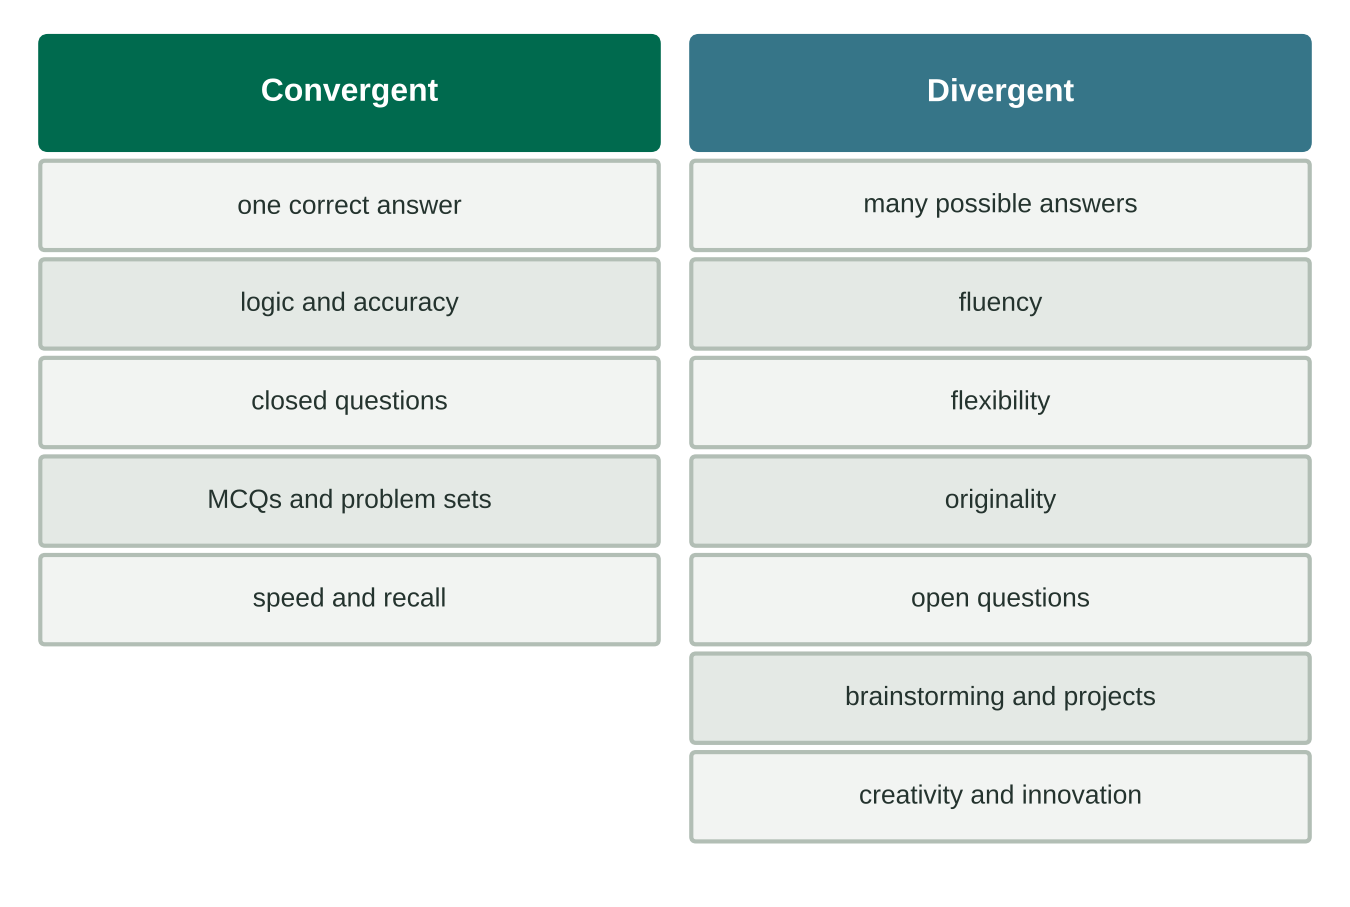 Convergent
one correct answer
logic and accuracy
closed questions
MCQs and problem sets
speed and recall
Divergent
many possible answers
fluency
flexibility
originality
open questions
brainstorming and projects
creativity and innovation